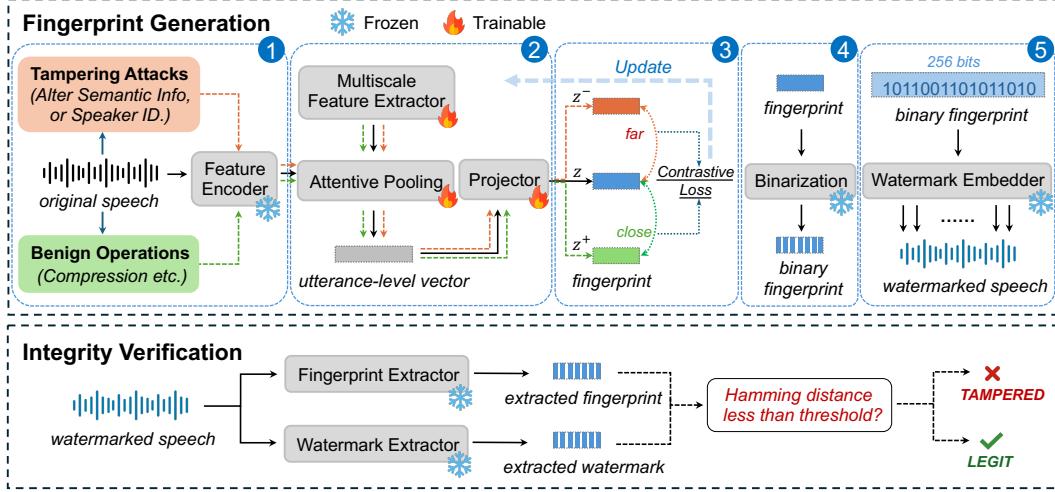 Fingerprint Generation
Frozen
Trainable
1
Tampering Attacks
(Alter Semantic Info,
or Speaker ID.)
original speech
Feature
Encoder
Benign Operations
(Compression etc.)
2
Multiscale
Feature Extractor
Attentive Pooling
Projector
utterance-level vector
3
Update
z⁻
far
z
Contrastive
Loss
close
z⁺
fingerprint
4
fingerprint
Binarization
binary
fingerprint
5
256 bits
1011001101011010
binary fingerprint
Watermark Embedder
......
watermarked speech
Integrity Verification
watermarked speech
Fingerprint Extractor
extracted fingerprint
Watermark Extractor
extracted watermark
Hamming distance
less than threshold?
TAMPERED
LEGIT